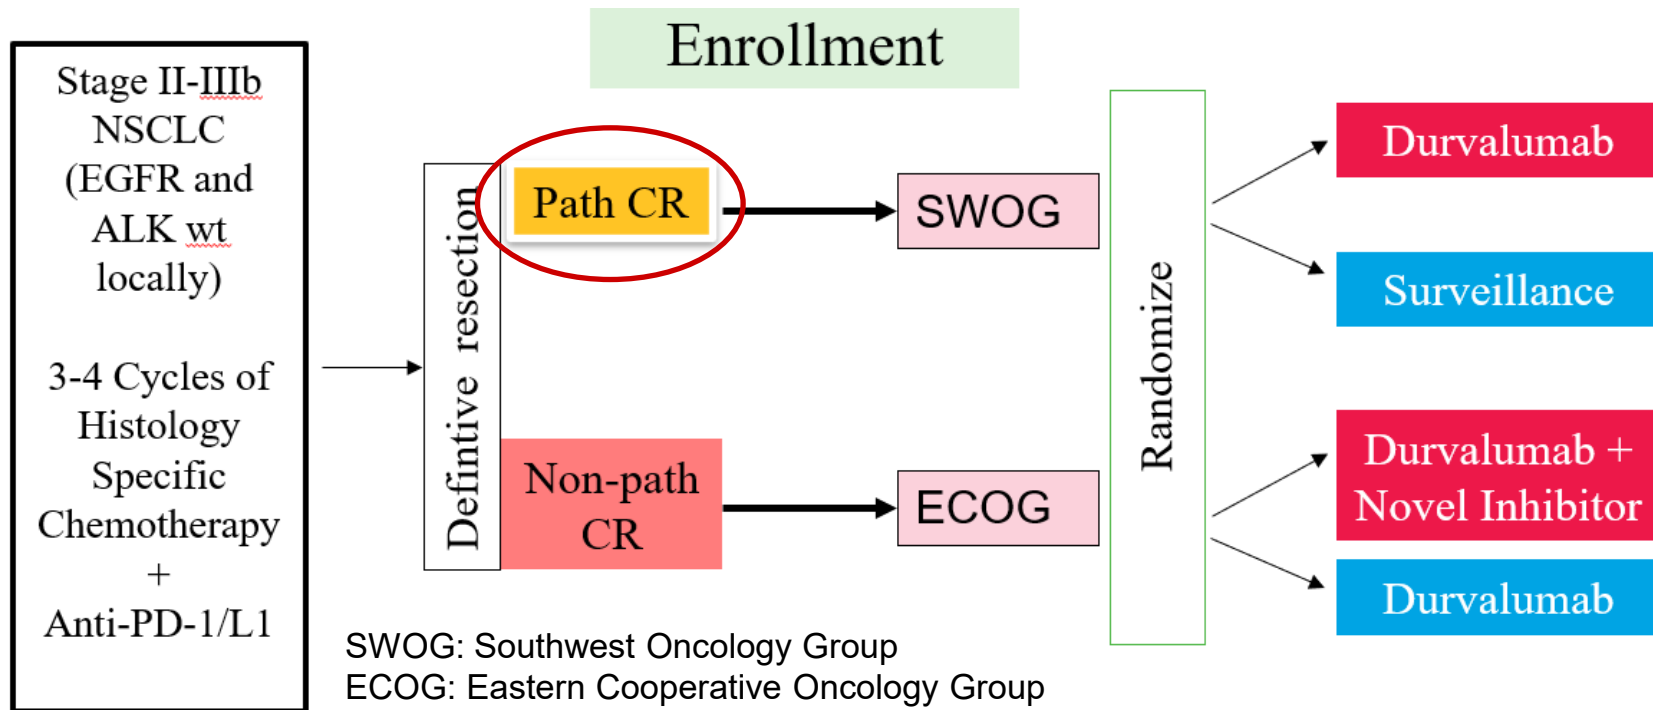 Enrollment
Stage II-IIIb
NSCLC
(EGFR and
ALK wt
locally)
3-4 Cycles of
Histology
Specific
Chemotherapy
+
Anti-PD-1/L1
Definitive resection
Path CR
Non-path
CR
SWOG
ECOG
Randomize
Durvalumab
Surveillance
Durvalumab +
Novel Inhibitor
Durvalumab
SWOG: Southwest Oncology Group
ECOG: Eastern Cooperative Oncology Group